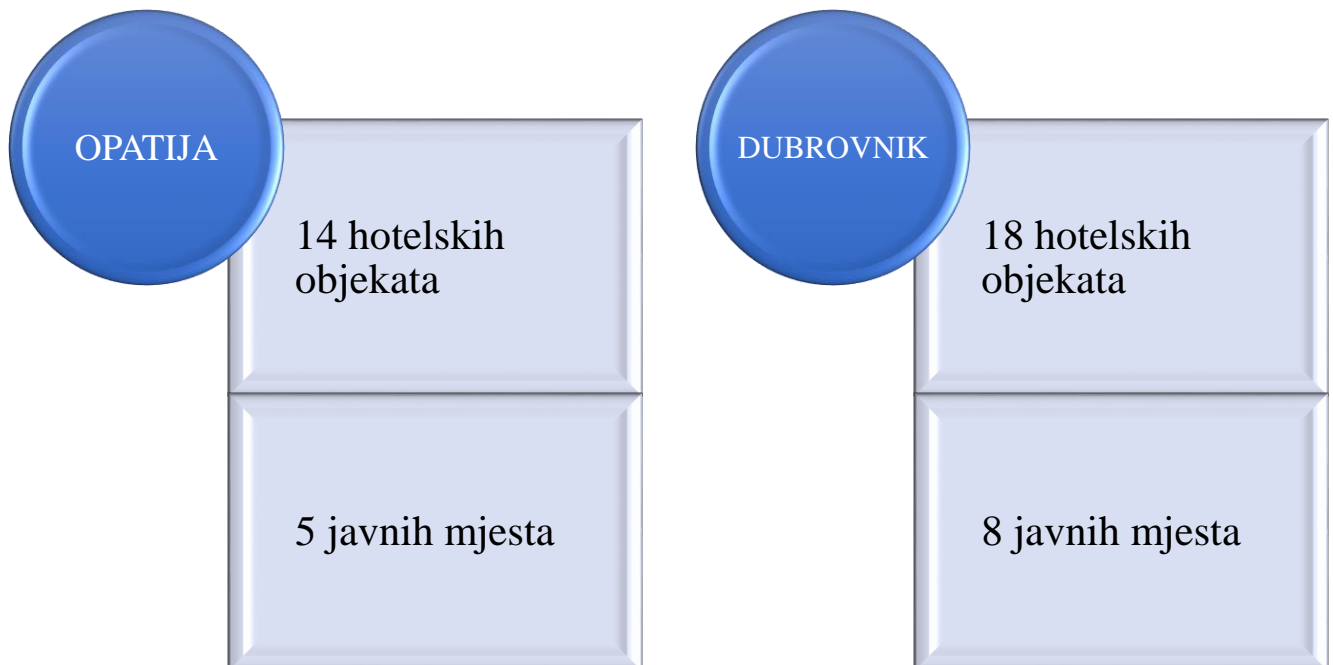 OPATIJA
14 hotelskih
objekata
5 javnih mjesta
DUBROVNIK
18 hotelskih
objekata
8 javnih mjesta